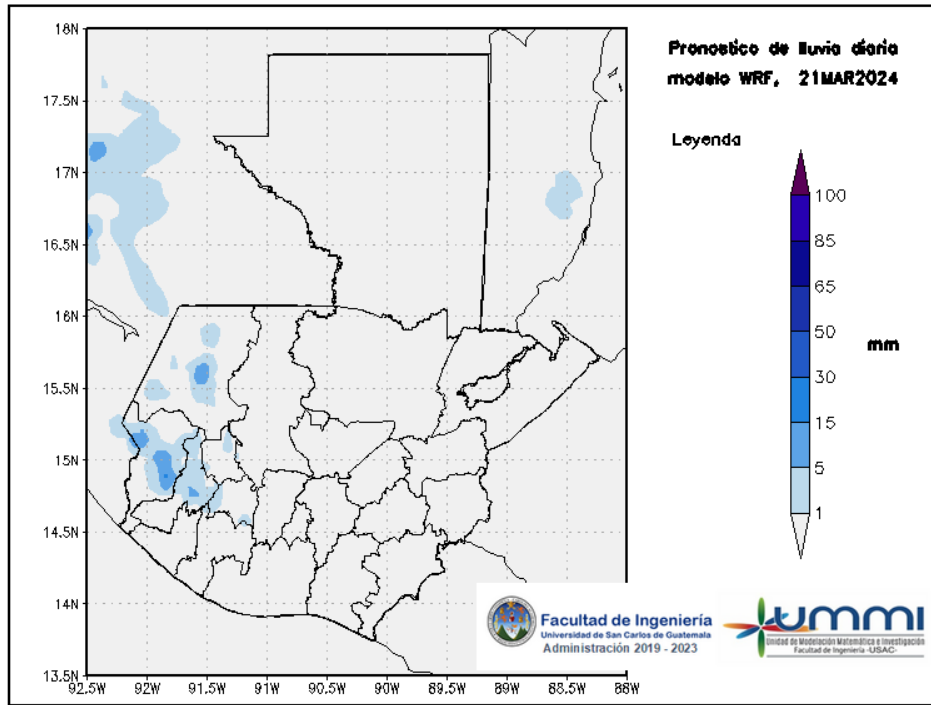 Pronostico de lluvia diaria
modelo WRF, 21MAR2024
Leyenda
100
85
65
50
30
15
5
1
mm
18N
17.5N
17N
16.5N
16N
15.5N
15N
14.5N
14N
13.5N
92.5W 92W 91.5W 91W 90.5W 90W 89.5W 89W 88.5W 88W
Facultad de Ingeniería
Universidad de San Carlos de Guatemala
Administración 2019 - 2023
UMMI
Unidad de Modelación Matemática e Investigación
Facultad de Ingeniería -USAC-